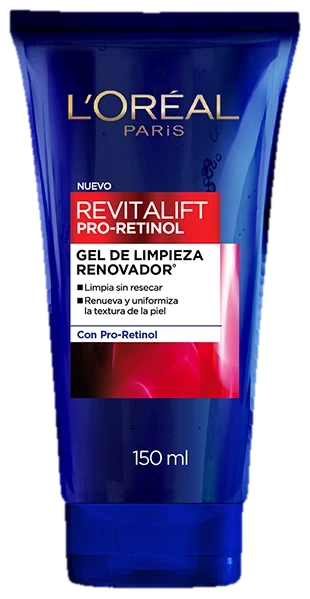 L'ORÉAL
PARIS
NUEVO
REVITALIFT
PRO-RETINOL
GEL DE LIMPIEZA
RENOVADOR°
■ Limpia sin resecar
■ Renueva y uniformiza
la textura de la piel
Con Pro-Retinol
150 ml